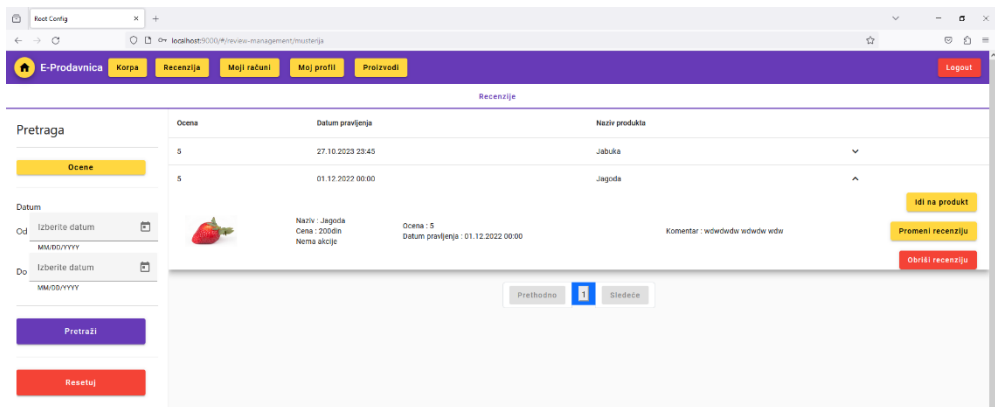 Root Config
localhost:9000/#/review-management/musterija
E-Prodavnica Korpa Recenzija Moji računi Moj profil Proizvodi Logout
Recenzije
Pretraga
Ocene
Datum
Od Izberite datum
MM/DD/YYYY
Do Izberite datum
MM/DD/YYYY
Pretraži
Resetuj
Ocena Datum pravljenja Naziv produkta
5 27.10.2023 23:45 Jabuka
5 01.12.2022 00:00 Jagoda
Naziv : Jagoda
Cena : 200din
Nema akcije
Ocena : 5
Datum pravljenja : 01.12.2022 00:00
Komentar : wdwdwdw wdwdw wdw
Idi na produkt
Promeni recenziju
Obriši recenziju
Prethodno 1 Sledeće